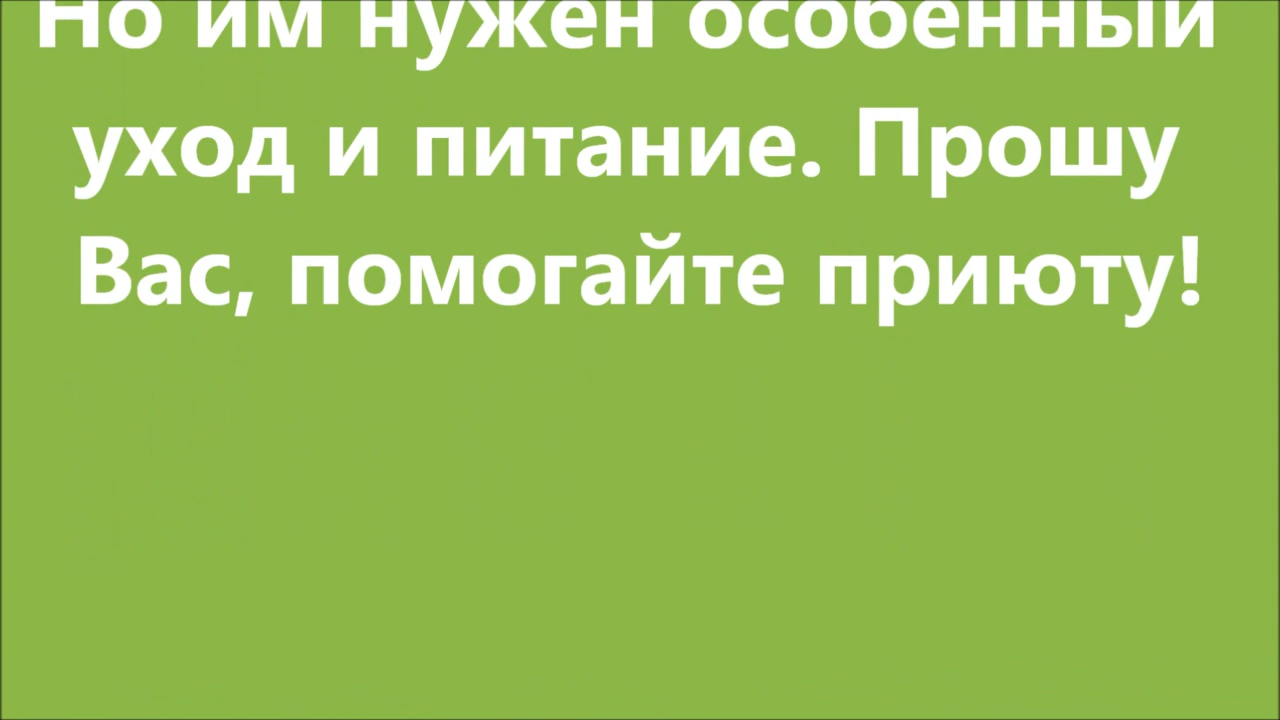 Но им нужен особенный
уход и питание. Прошу
Вас, помогайте приюту!